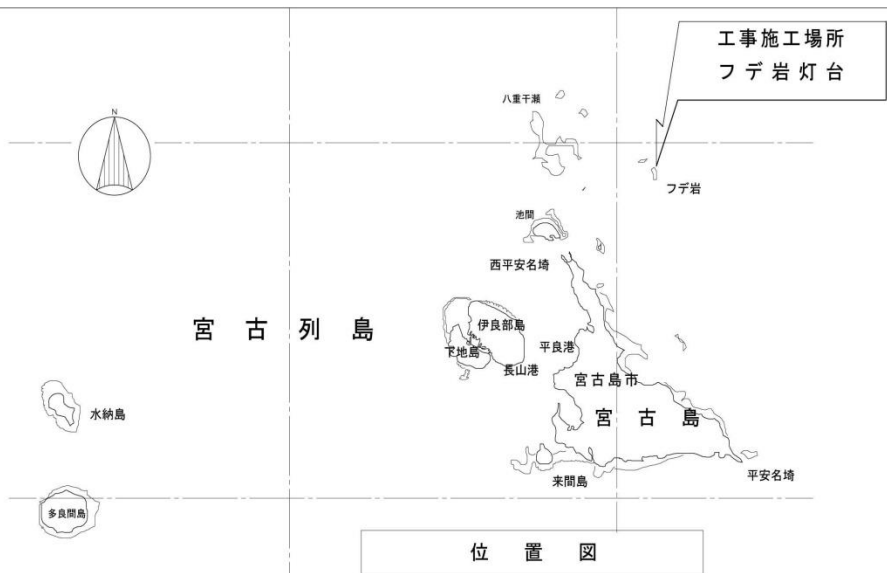 工事施工場所
フデ岩灯台
八重干瀬
N
フデ岩
池間
西平安名埼
宮古列島
伊良部島
下地島
平良港
長山港
宮古島市
水納島
宮古島
来間島
平安名埼
多良間島
位置図